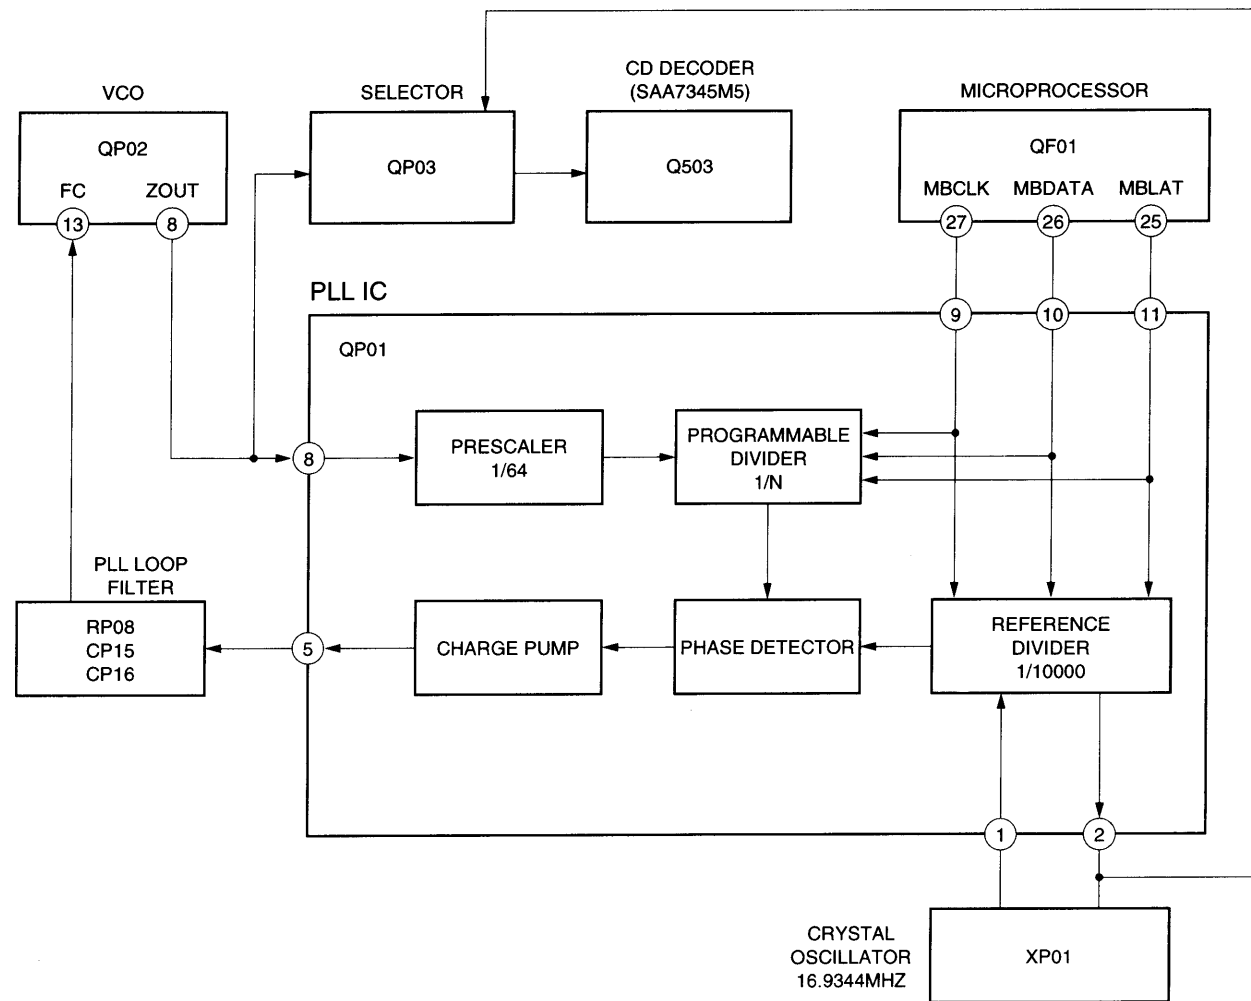 CD DECODER
(SAA7345M5)
VCO
SELECTOR
MICROPROCESSOR
QP02
QP03
Q503
QF01
FC
ZOUT
MBCLK
MBDATA
MBLAT
13
8
27
26
25
PLL IC
9
10
11
QP01
PRESCALER
1/64
PROGRAMMABLE
DIVIDER
1/N
8
PLL LOOP
FILTER
RP08
CP15
CP16
5
CHARGE PUMP
PHASE DETECTOR
REFERENCE
DIVIDER
1/10000
1
2
CRYSTAL
OSCILLATOR
16.9344MHZ
XP01